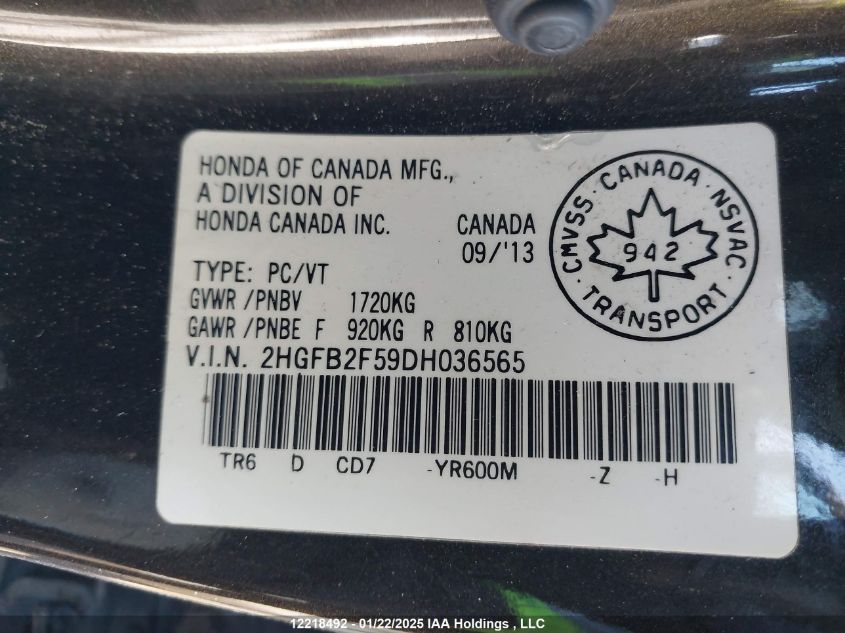 HONDA OF CANADA MFG.,
A DIVISION OF
HONDA CANADA INC.
CANADA
09/'13
CMVSS CANADA · NSVAC
942
· TRANSPORT ·
TYPE: PC/VT
GVWR /PNBV 1720KG
GAWR /PNBE F 920KG R 810KG
V.I.N. 2HGFB2F59DH036565
TR6 D CD7 -YR600M -Z -H
12218492 - 01/22/2025 IAA Holdings , LLC